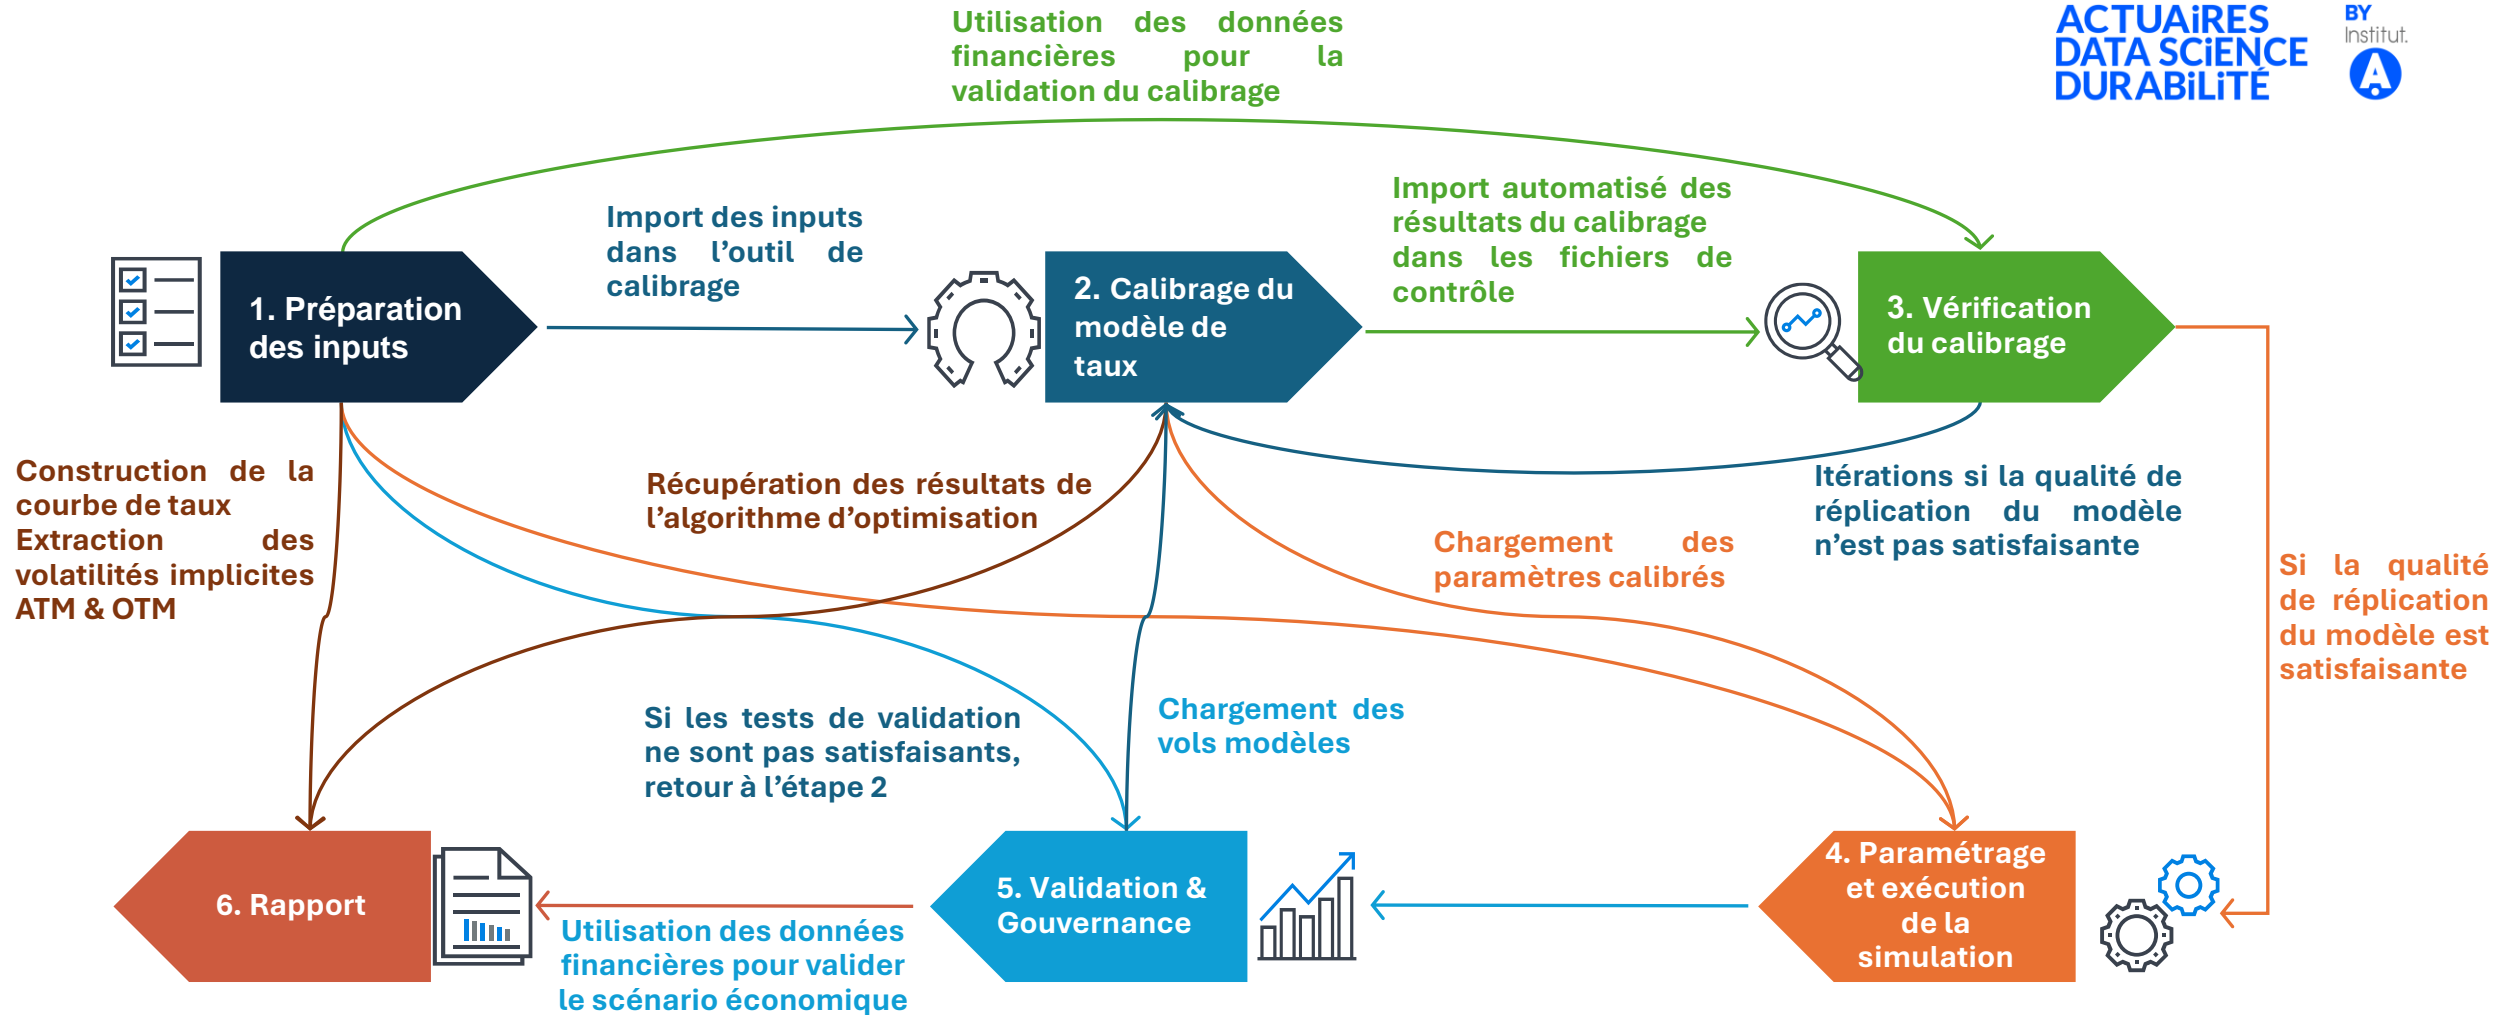 Utilisation des données
financières pour la
validation du calibrage
ACTUAiRES
DATA SCiENCE
DURABiLiTÉ
BY
Institut.
A
Import des inputs
dans l’outil de
calibrage
Import automatisé des
résultats du calibrage
dans les fichiers de
contrôle
1. Préparation
des inputs
2. Calibrage du
modèle de
taux
3. Vérification
du calibrage
Construction de la
courbe de taux
Extraction des
volatilités implicites
ATM & OTM
Récupération des résultats de
l’algorithme d’optimisation
Chargement des
paramètres calibrés
Itérations si la qualité de
réplication du modèle
n’est pas satisfaisante
Si la qualité
de réplication
du modèle est
satisfaisante
Si les tests de validation
ne sont pas satisfaisants,
retour à l’étape 2
Chargement des
vols modèles
6. Rapport
5. Validation &
Gouvernance
4. Paramétrage
et exécution
de la
simulation
Utilisation des données
financières pour valider
le scénario économique